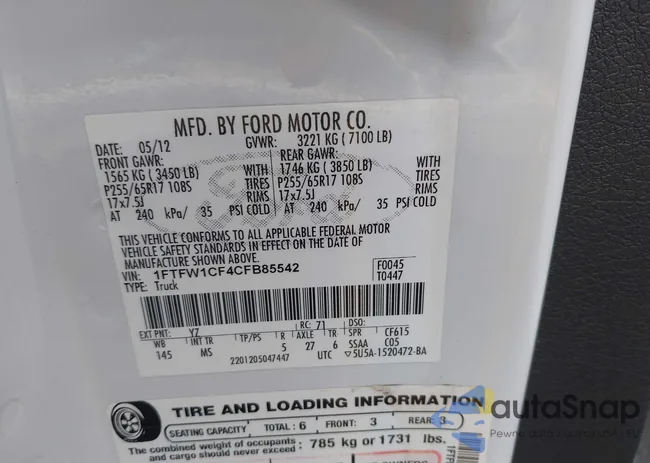 MFD. BY FORD MOTOR CO.
DATE: 05/12 GVWR: 3221 KG ( 7100 LB)
FRONT GAWR: REAR GAWR:
1565 KG ( 3450 LB) WITH 1746 KG ( 3850 LB) WITH
P255/65R17 108S TIRES P255/65R17 108S TIRES
17x7.5J RIMS 17x7.5J RIMS
AT 240 kPa/ 35 PSI COLD AT 240 kPa/ 35 PSI COLD
THIS VEHICLE CONFORMS TO ALL APPLICABLE FEDERAL MOTOR
VEHICLE SAFETY STANDARDS IN EFFECT ON THE DATE OF
MANUFACTURE SHOWN ABOVE.
VIN: 1FTFW1CF4CFB85542 F0045
TYPE: Truck T0447
EXT PNT: YZ RC: 71 DSO:
WB INT TR TP/PS R AXLE TR SPR CF615
145 MS 5 27 6 SSAA C05
2201205047447 UTC ▽5U5A-1520472-BA
TIRE AND LOADING INFORMATION
SEATING CAPACITY TOTAL: 6 FRONT: 3 REAR: 3
The combined weight of occupants 785 kg or 1731 lbs.
and cargo should never exceed :
autoSnap